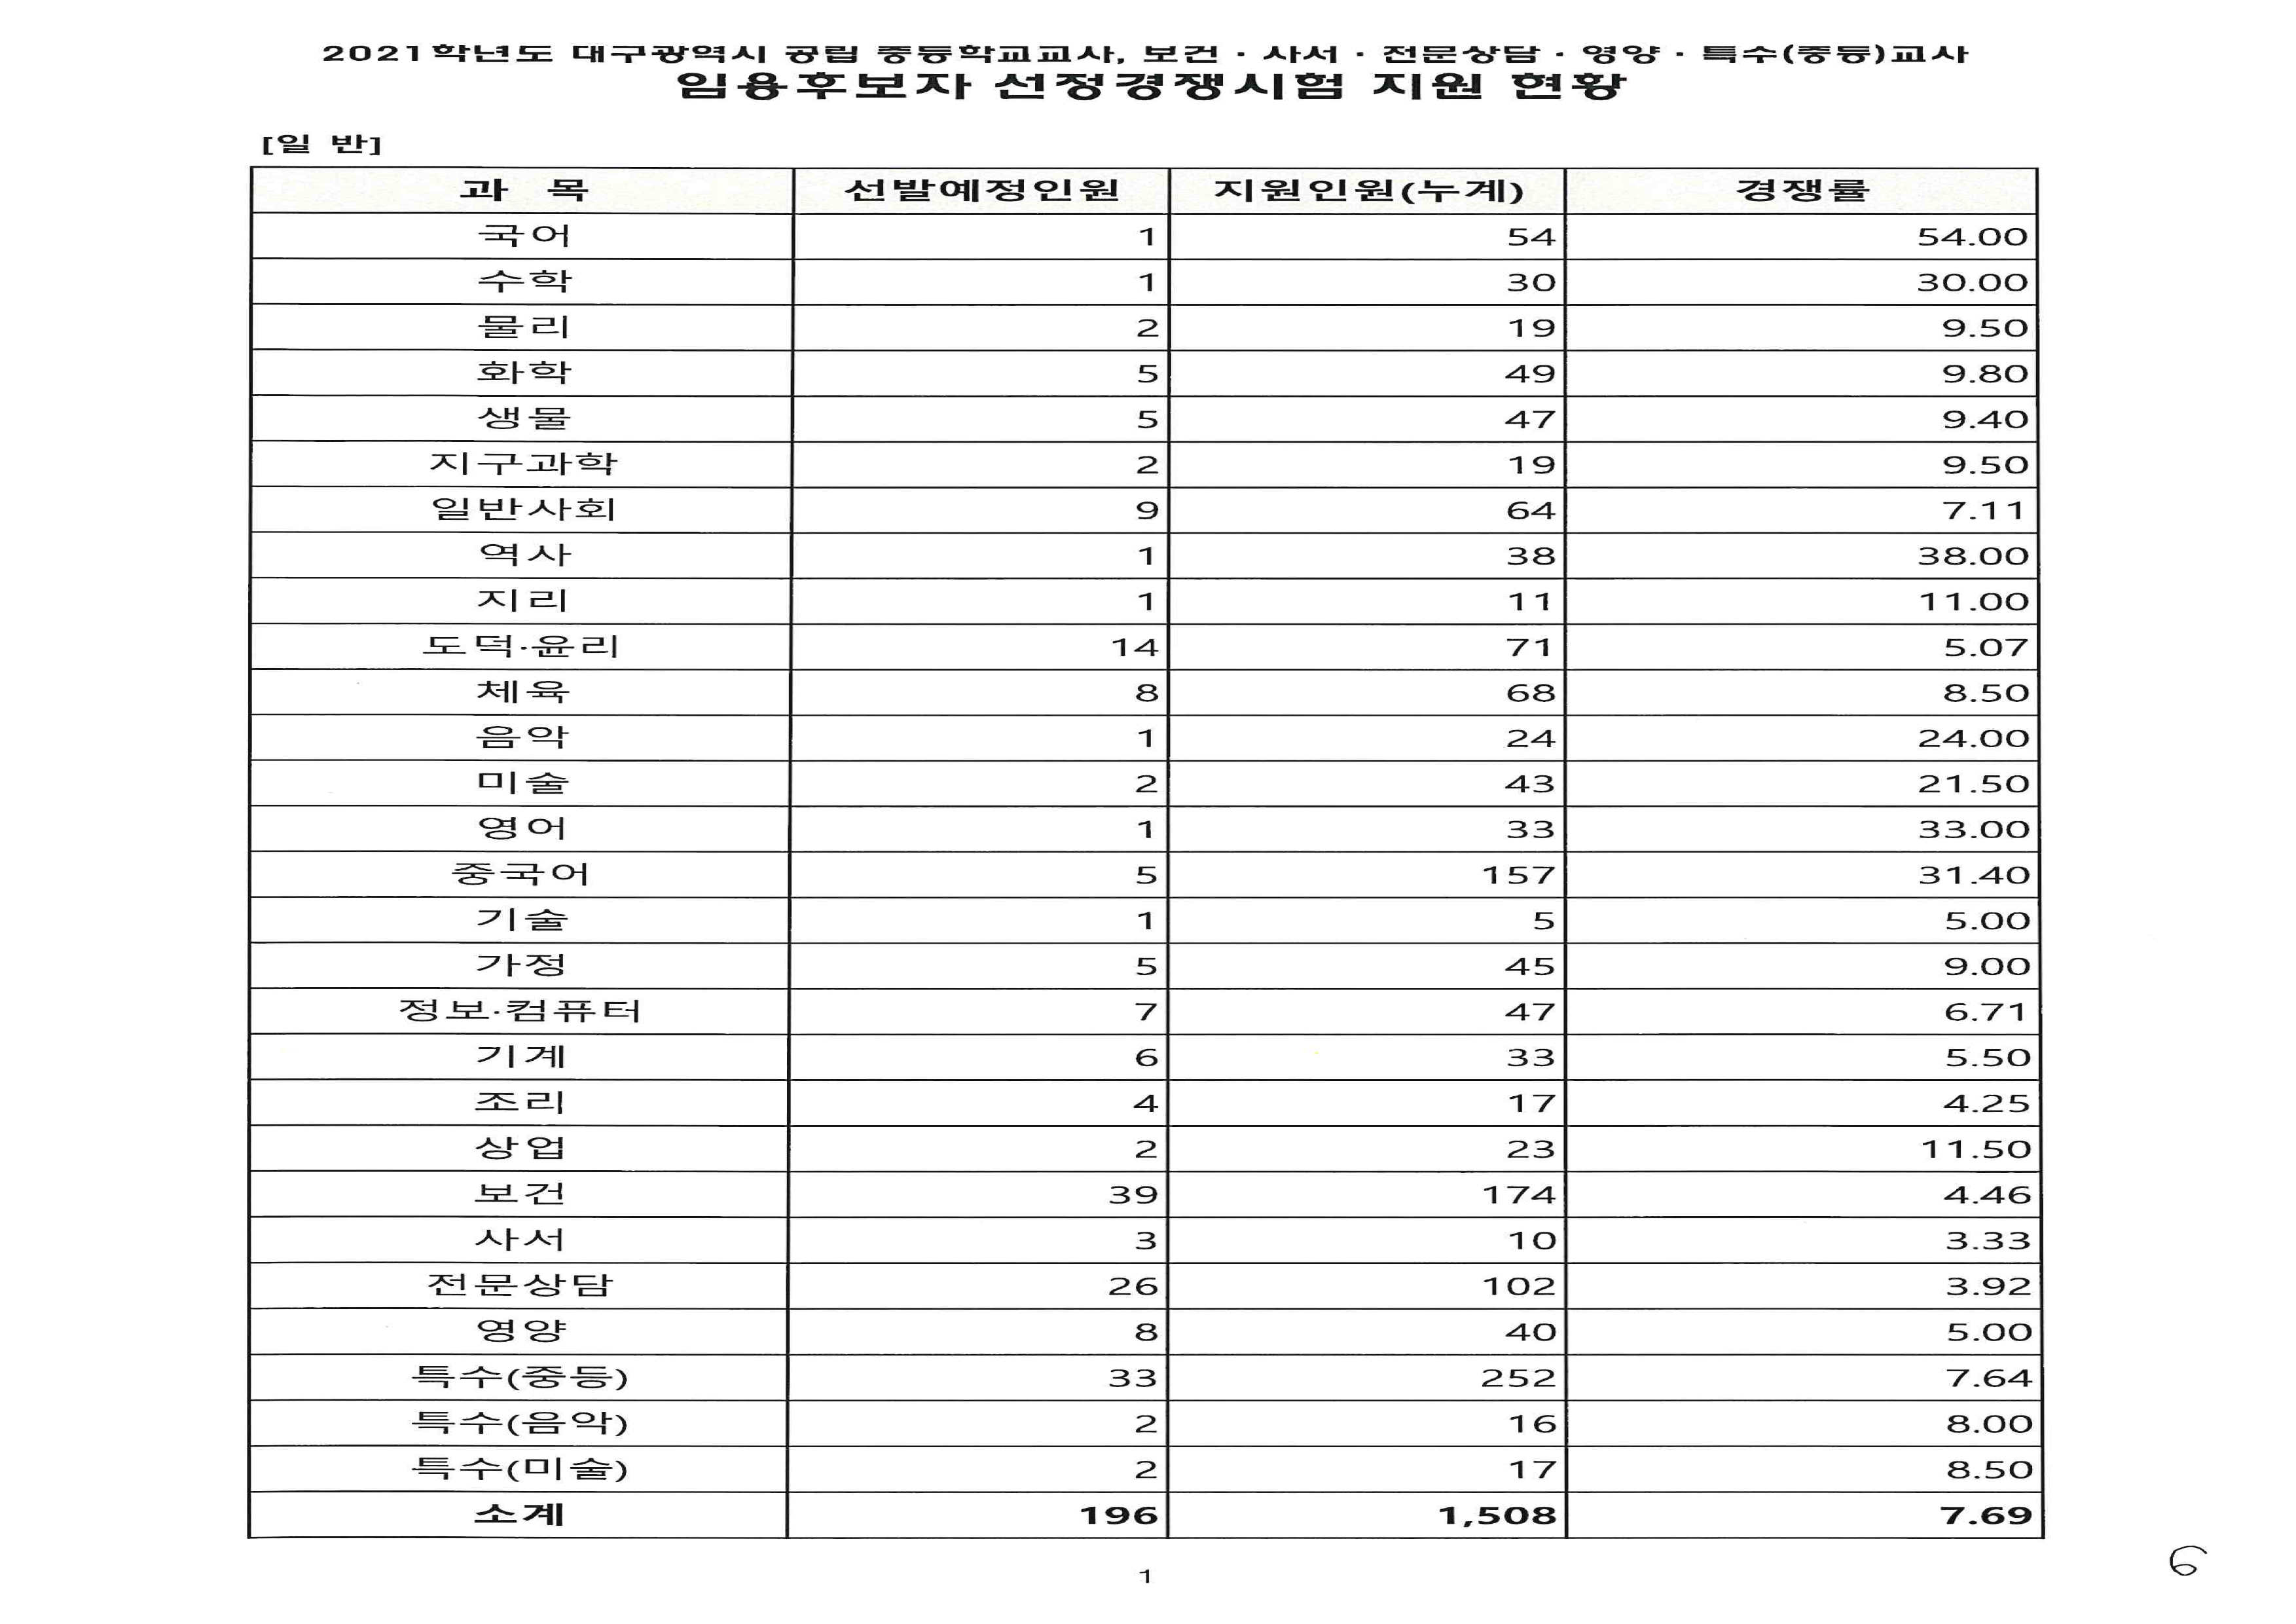 2021학년도 대구광역시 공립 중등학교교사, 보건 · 사서 · 전문상담 · 영양 · 특수(중등)교사
임용후보자 선정경쟁시험 지원 현황
[일 반]
과 목 선발예정인원 지원인원(누계) 경쟁률
국어 1 54 54.00
수학 1 30 30.00
물리 2 19 9.50
화학 5 49 9.80
생물 5 47 9.40
지구과학 2 19 9.50
일반사회 9 64 7.11
역사 1 38 38.00
지리 1 11 11.00
도덕·윤리 14 71 5.07
체육 8 68 8.50
음악 1 24 24.00
미술 2 43 21.50
영어 1 33 33.00
중국어 5 157 31.40
기술 1 5 5.00
가정 5 45 9.00
정보·컴퓨터 7 47 6.71
기계 6 33 5.50
조리 4 17 4.25
상업 2 23 11.50
보건 39 174 4.46
사서 3 10 3.33
전문상담 26 102 3.92
영양 8 40 5.00
특수(중등) 33 252 7.64
특수(음악) 2 16 8.00
특수(미술) 2 17 8.50
소계 196 1,508 7.69
1
6